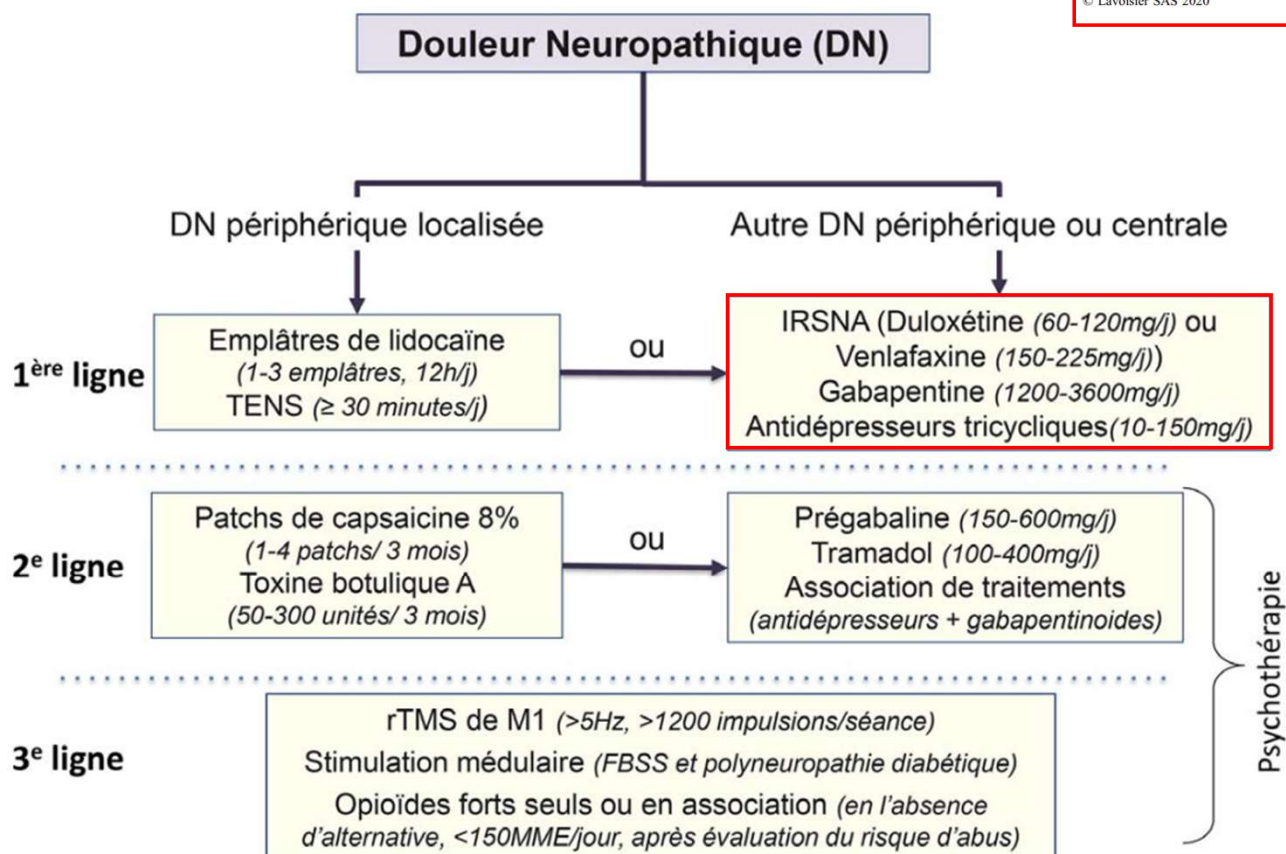 © Lavoisier SAS 2020
Douleur Neuropathique (DN)
DN périphérique localisée
Autre DN périphérique ou centrale
1ère ligne
Emplâtres de lidocaïne
(1-3 emplâtres, 12h/j)
TENS (≥ 30 minutes/j)
ou
IRSNA (Duloxétine (60-120mg/j) ou
Venlafaxine (150-225mg/j))
Gabapentine (1200-3600mg/j)
Antidépresseurs tricycliques(10-150mg/j)
2e ligne
Patchs de capsaicine 8%
(1-4 patchs/ 3 mois)
Toxine botulique A
(50-300 unités/ 3 mois)
ou
Prégabaline (150-600mg/j)
Tramadol (100-400mg/j)
Association de traitements
(antidépresseurs + gabapentinoides)
3e ligne
rTMS de M1 (>5Hz, >1200 impulsions/séance)
Stimulation médulaire (FBSS et polyneuropathie diabétique)
Opioïdes forts seuls ou en association (en l'absence
d'alternative, <150MME/jour, après évaluation du risque d'abus)
Psychothérapie